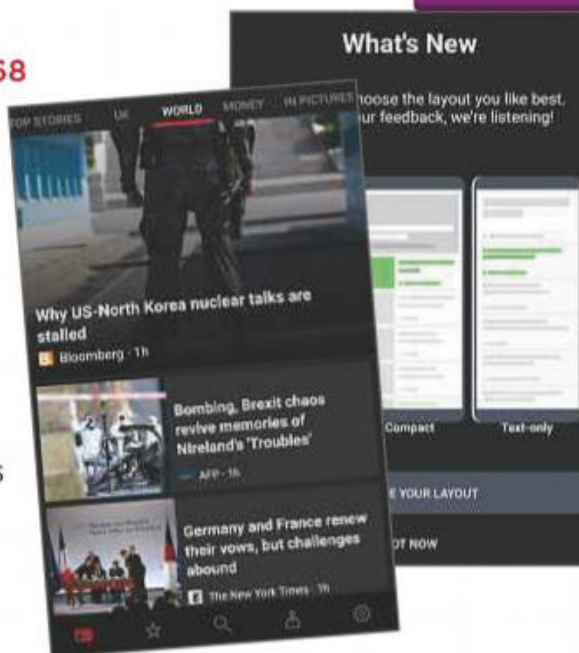 68
What's New
hoose the layout you like best.
ur feedback, we're listening!
TOP STORIES UK WORLD MONEY IN PICTURES
Why US-North Korea nuclear talks are
stalled
Bloomberg · 1h
Bombing, Brexit chaos
revive memories of
NIreland's 'Troubles'
AFP · 1h
Germany and France renew
their vows, but challenges
abound
The New York Times · 1h
Compact Text-only
E YOUR LAYOUT
OT NOW
s